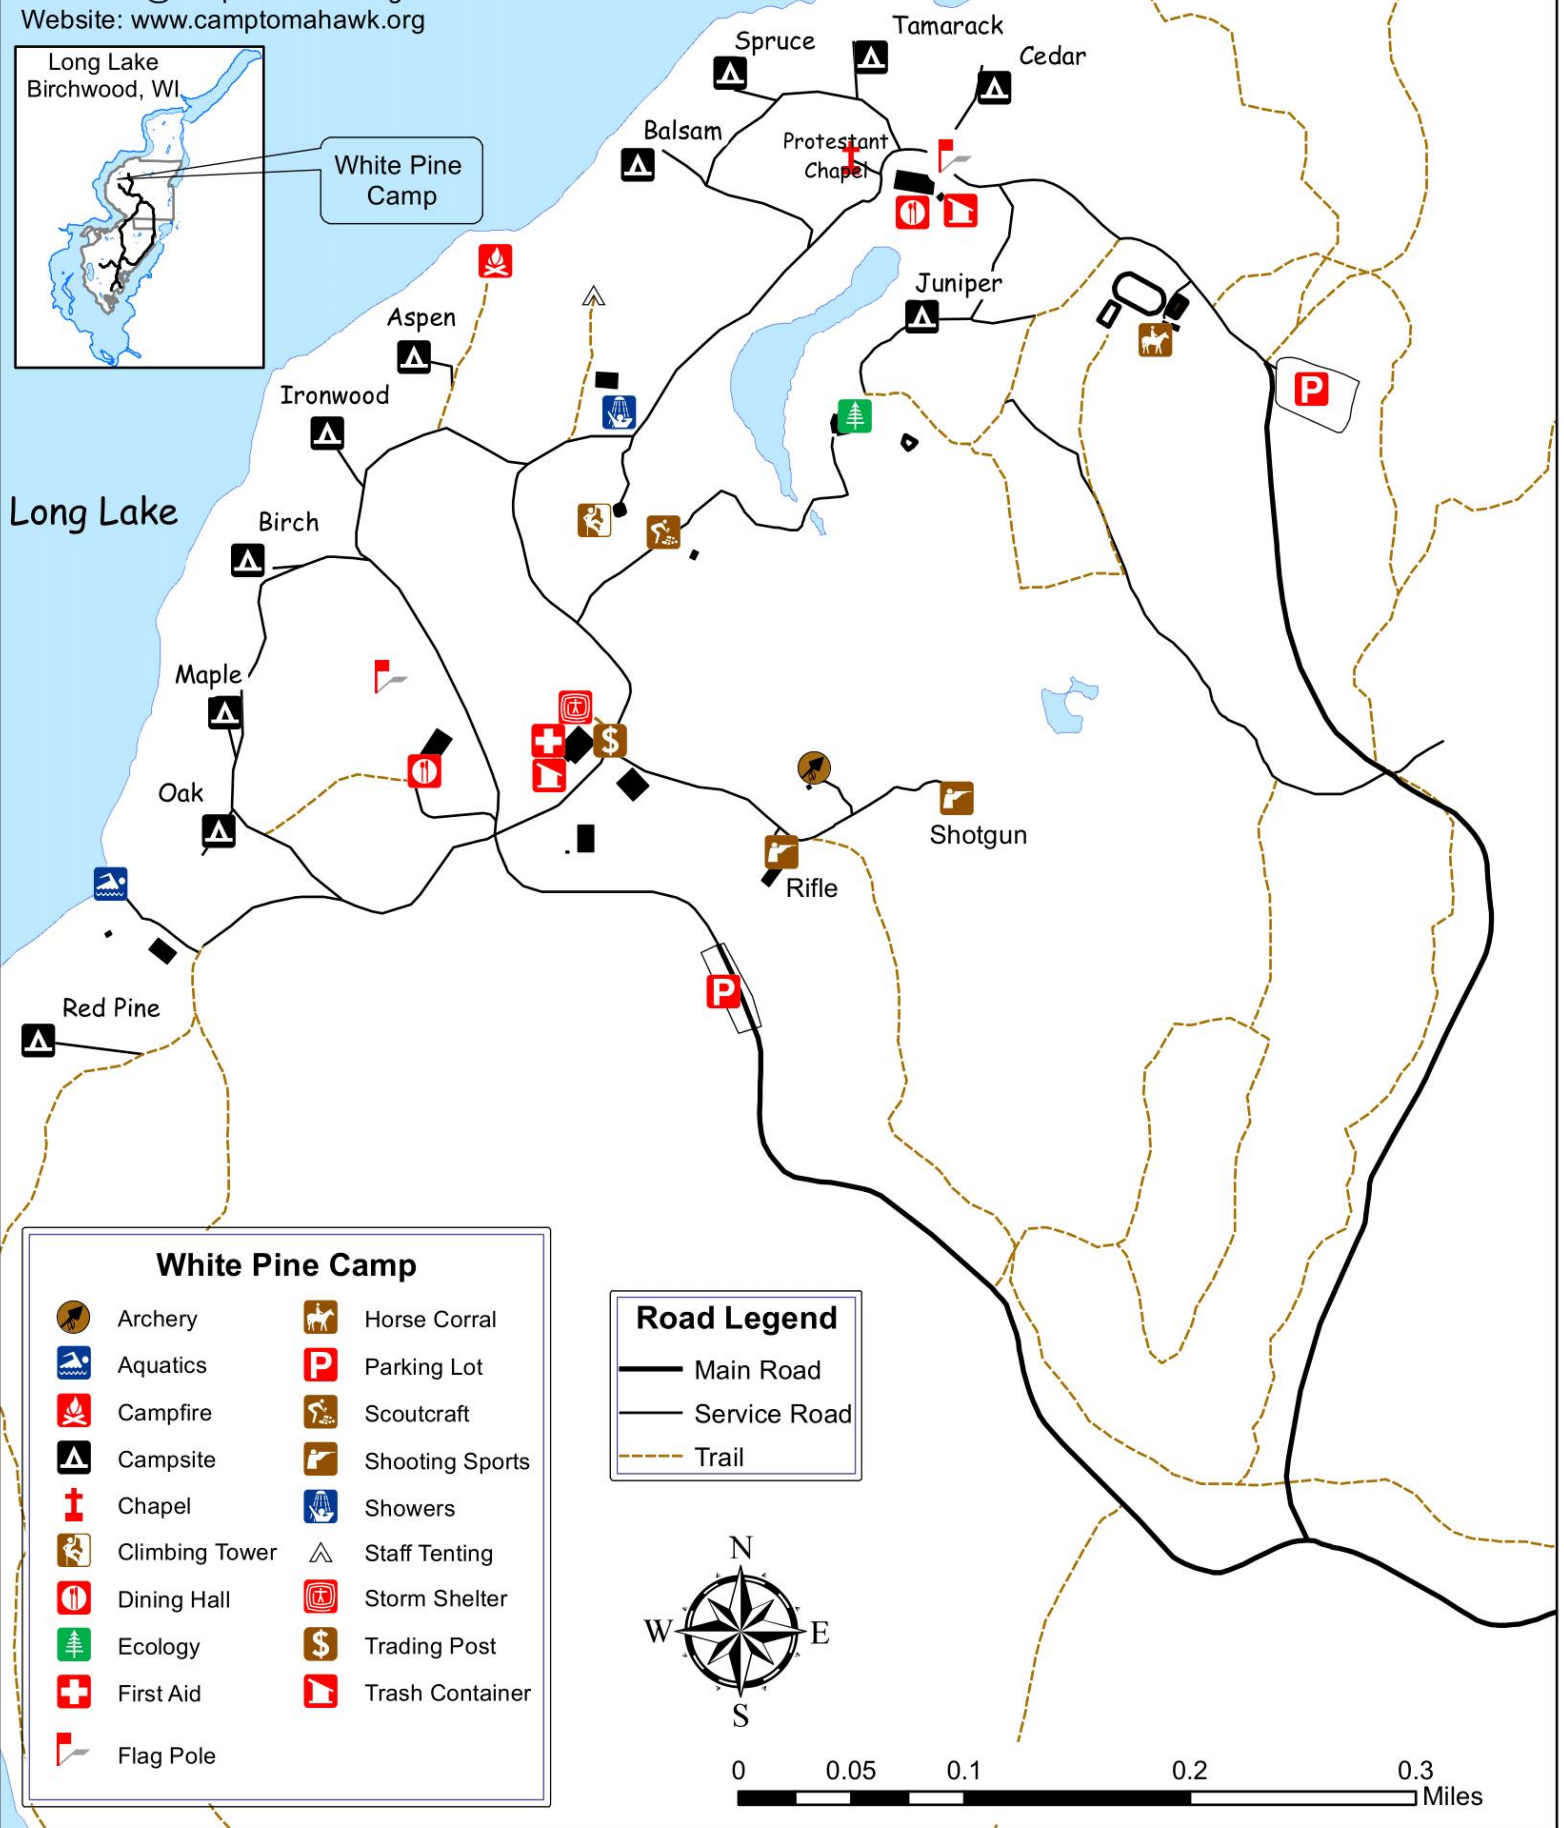 Website: www.camptomahawk.org
Long Lake
Birchwood, WI
White Pine
Camp
Spruce
Tamarack
Cedar
Balsam
Protestant
Chapel
Juniper
Aspen
Ironwood
Long Lake
Birch
Maple
Oak
Red Pine
P
$
Shotgun
Rifle
P
White Pine Camp
Archery
Aquatics
Campfire
Campsite
Chapel
Climbing Tower
Dining Hall
Ecology
First Aid
Flag Pole
Horse Corral
P Parking Lot
Scoutcraft
Shooting Sports
Showers
Staff Tenting
Storm Shelter
$ Trading Post
Trash Container
Road Legend
Main Road
Service Road
Trail
N
W E
S
0 0.05 0.1 0.2 0.3
Miles